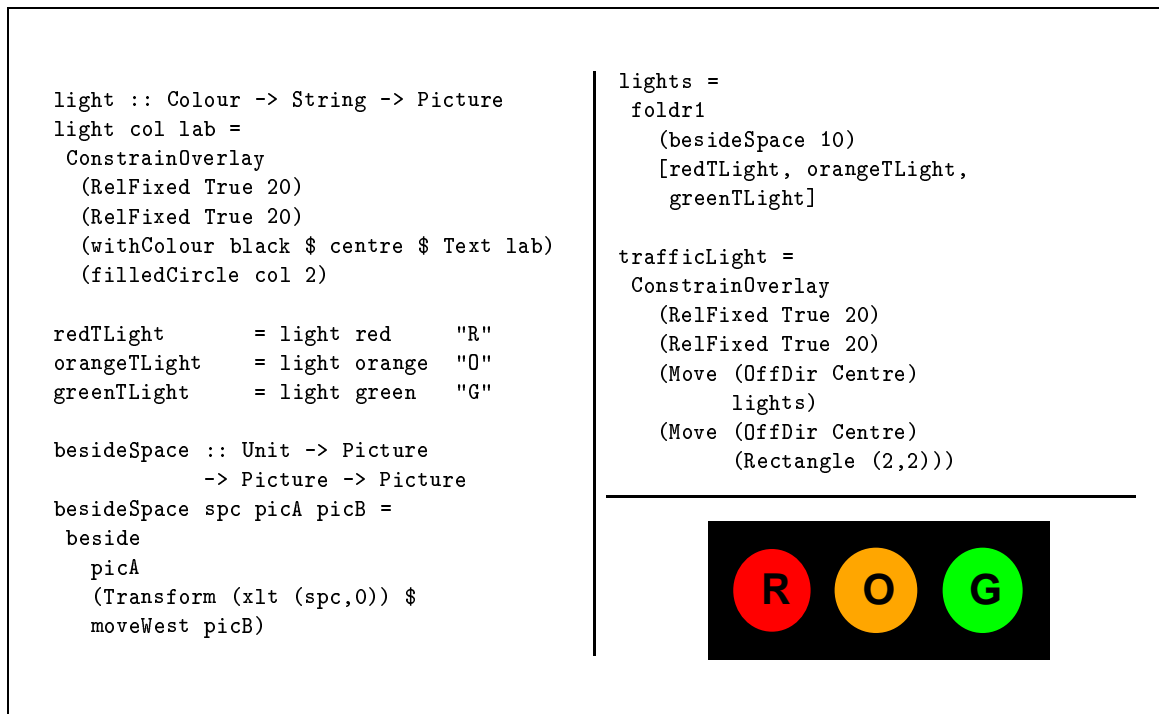 light :: Colour -> String -> Picture
light col lab =
 ConstrainOverlay
  (RelFixed True 20)
  (RelFixed True 20)
  (withColour black $ centre $ Text lab)
  (filledCircle col 2)

redTLight       = light red     "R"
orangeTLight    = light orange  "O"
greenTLight     = light green   "G"

besideSpace :: Unit -> Picture
            -> Picture -> Picture
besideSpace spc picA picB =
 beside
   picA
   (Transform (xlt (spc,0)) $
   moveWest picB)

lights =
 foldr1
   (besideSpace 10)
   [redTLight, orangeTLight,
    greenTLight]

trafficLight =
 ConstrainOverlay
   (RelFixed True 20)
   (RelFixed True 20)
   (Move (OffDir Centre)
         lights)
   (Move (OffDir Centre)
         (Rectangle (2,2)))

R O G